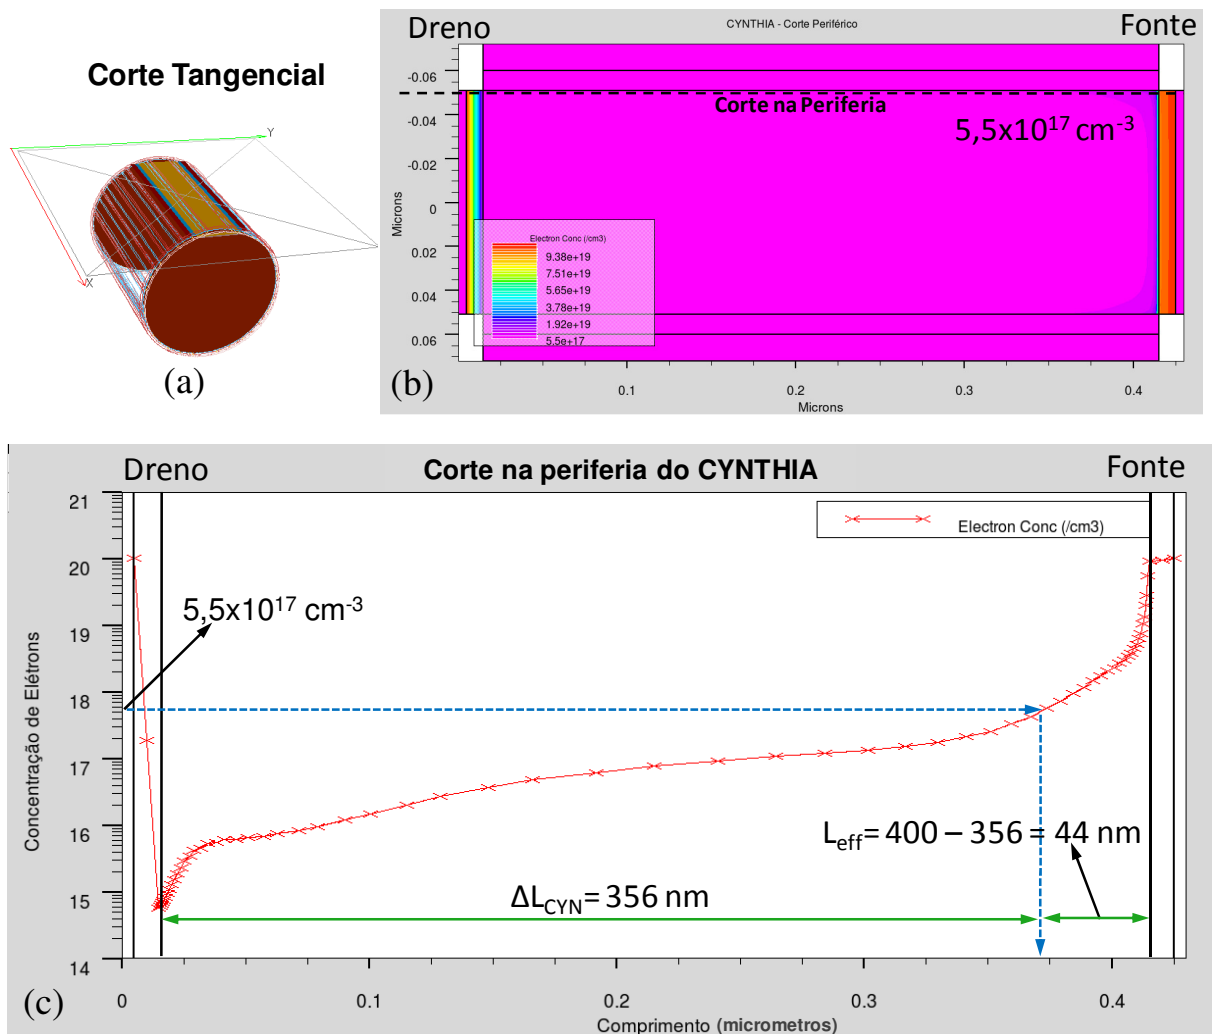 Dreno
CYNTHIA - Corte Periférico
Fonte
Corte Tangencial
Y
X
(a)
-0.06
-0.04
-0.02
0
0.02
0.04
0.06
Microns
Corte na Periferia
5,5x10¹⁷ cm⁻³
Electron Conc (/cm3)
9.38e+19
7.51e+19
5.65e+19
3.78e+19
1.92e+19
5.5e+17
(b)
0.1
0.2
0.3
0.4
Microns
Dreno
Corte na periferia do CYNTHIA
Fonte
21
20
19
18
17
16
15
14
Concentração de Elétrons
Electron Conc (/cm3)
5,5x10¹⁷ cm⁻³
L_eff= 400 – 356 = 44 nm
ΔL_CYN= 356 nm
(c)
0
0.1
0.2
0.3
0.4
Comprimento (micrometros)